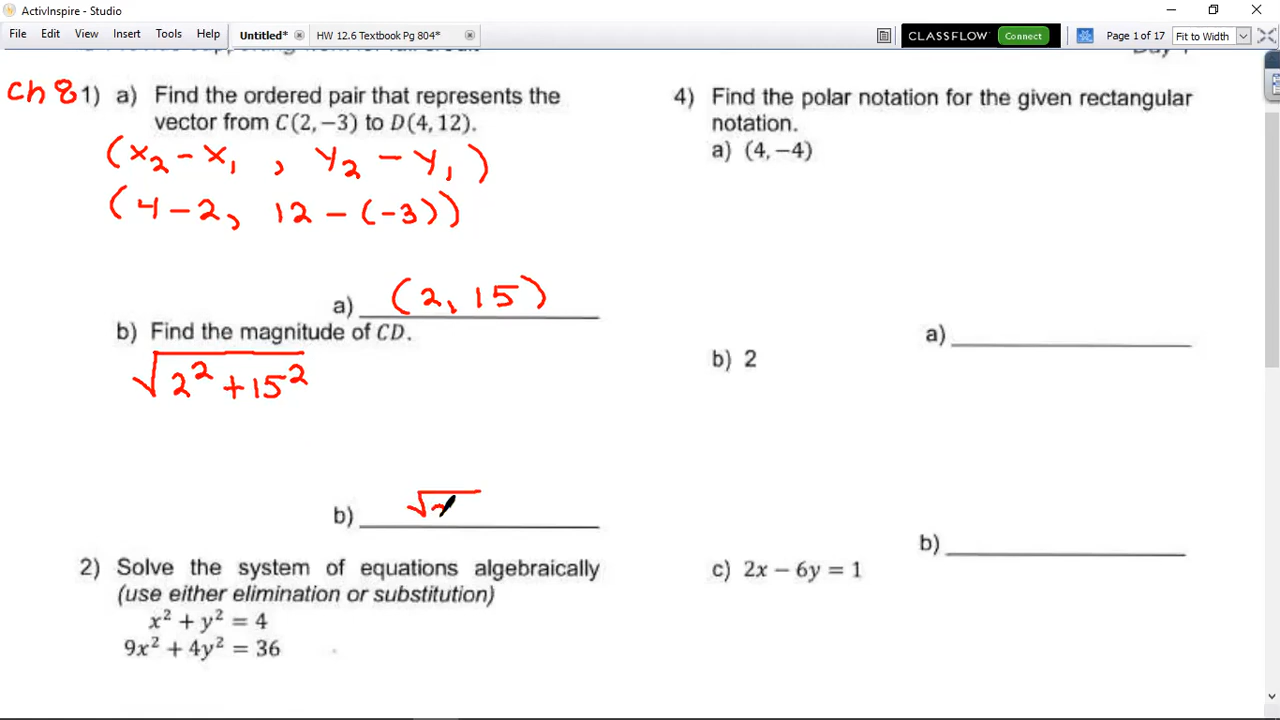 ActivInspire - Studio
File Edit View Insert Tools Help Untitled* HW 12.6 Textbook Pg 804* CLASSFLOW Connect Page 1 of 17 Fit to Width
Ch 8 1) a) Find the ordered pair that represents the
vector from C(2, −3) to D(4, 12).
(x₂ − x₁ , y₂ − y₁)
(4 − 2, 12 − (−3))
a) (2, 15)
b) Find the magnitude of CD.
√2² + 15²
b) √
2) Solve the system of equations algebraically
(use either elimination or substitution)
x² + y² = 4
9x² + 4y² = 36
4) Find the polar notation for the given rectangular
notation.
a) (4, −4)
a)
b) 2
b)
c) 2x − 6y = 1